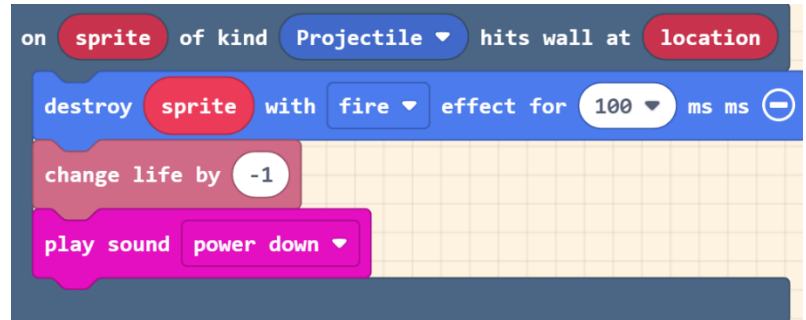 on sprite of kind Projectile hits wall at location
destroy sprite with fire effect for 100 ms ms
change life by -1
play sound power down